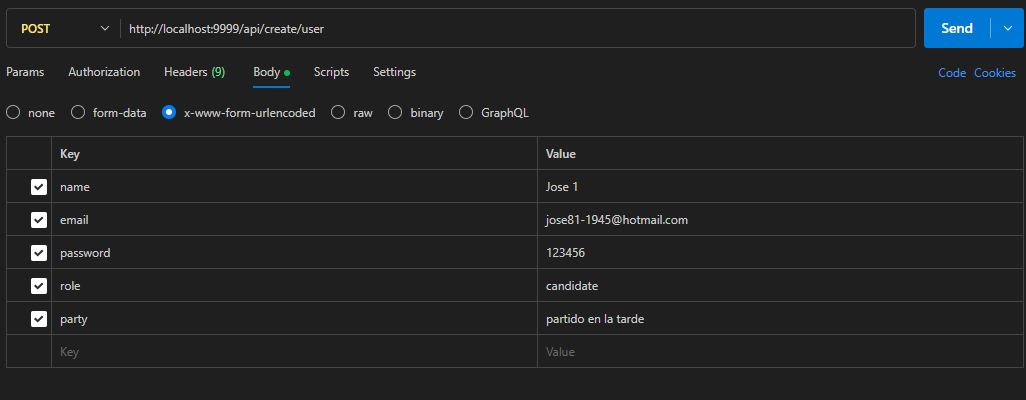 POST http://localhost:9999/api/create/user Send
Params Authorization Headers (9) Body Scripts Settings Code Cookies
none form-data x-www-form-urlencoded raw binary GraphQL
Key Value
name Jose 1
email jose81-1945@hotmail.com
password 123456
role candidate
party partido en la tarde
Key Value